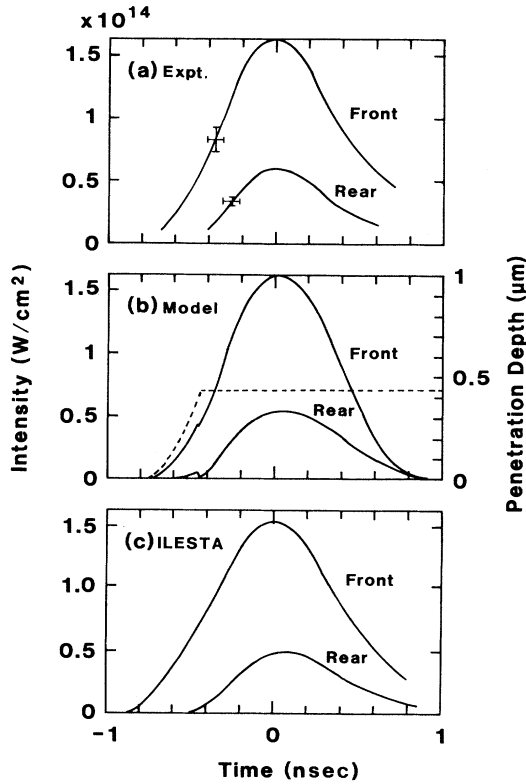 x10^14
1.5
(a) Expt.
1
Front
0.5
Rear
0
Intensity (W/cm²)
1.5
(b) Model
1
Front
1
0.5
Rear
0.5
0
0
Penetration Depth (μm)
1.5
(c) ILESTA
1.0
Front
0.5
Rear
0
-1
0
1
Time (nsec)